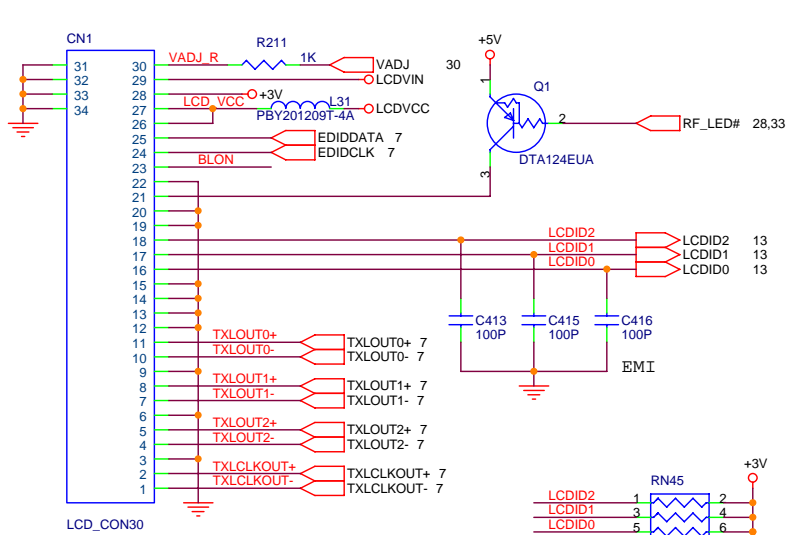 CN1
31
32
33
34
30
29
28
27
26
25
24
23
22
21
20
19
18
17
16
15
14
13
12
11
10
9
8
7
6
5
4
3
2
1
LCD_CON30
VADJ_R
R211
1K
VADJ 30
LCDVIN
+3V
LCD_VCC
L31
PBY201209T-4A
LCDVCC
EDIDDATA 7
EDIDCLK 7
BLON
+5V
1
Q1
2
RF_LED# 28,33
DTA124EUA
3
LCDID2
LCDID2 13
LCDID1
LCDID1 13
LCDID0
LCDID0 13
C413
100P
C415
100P
C416
100P
EMI
TXLOUT0+
TXLOUT0+ 7
TXLOUT0-
TXLOUT0- 7
TXLOUT1+
TXLOUT1+ 7
TXLOUT1-
TXLOUT1- 7
TXLOUT2+
TXLOUT2+ 7
TXLOUT2-
TXLOUT2- 7
TXLCLKOUT+
TXLCLKOUT+ 7
TXLCLKOUT-
TXLCLKOUT- 7
RN45
+3V
LCDID2 1 2
LCDID1 3 4
LCDID0 5 6